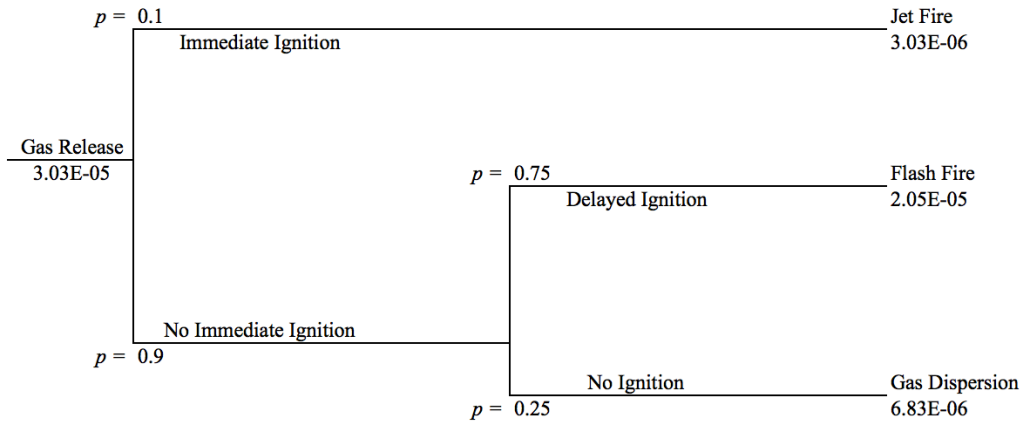 p = 0.1
Jet Fire
Immediate Ignition
3.03E-06
Gas Release
3.03E-05
p = 0.75
Flash Fire
Delayed Ignition
2.05E-05
No Immediate Ignition
p = 0.9
No Ignition
Gas Dispersion
p = 0.25
6.83E-06